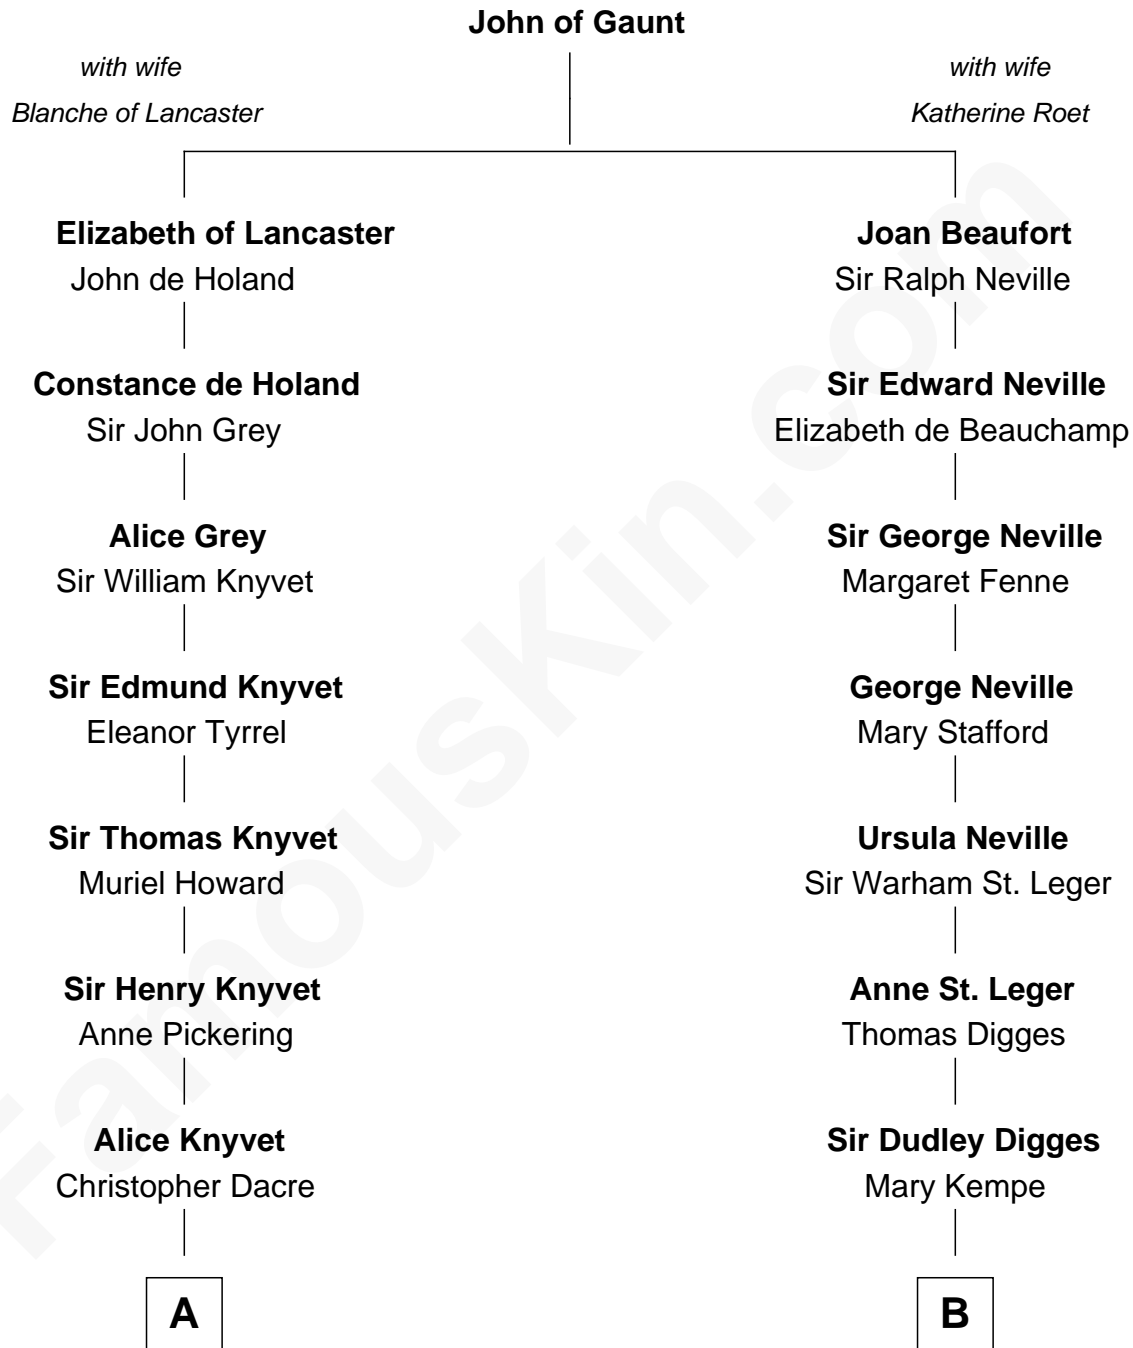 John of Gaunt
with wife
Blanche of Lancaster
with wife
Katherine Roet
Elizabeth of Lancaster
John de Holand
Joan Beaufort
Sir Ralph Neville
Constance de Holand
Sir John Grey
Sir Edward Neville
Elizabeth de Beauchamp
Alice Grey
Sir William Knyvet
Sir George Neville
Margaret Fenne
Sir Edmund Knyvet
Eleanor Tyrrel
George Neville
Mary Stafford
Sir Thomas Knyvet
Muriel Howard
Ursula Neville
Sir Warham St. Leger
Sir Henry Knyvet
Anne Pickering
Anne St. Leger
Thomas Digges
Alice Knyvet
Christopher Dacre
Sir Dudley Digges
Mary Kempe
A
B
FamousKin.com